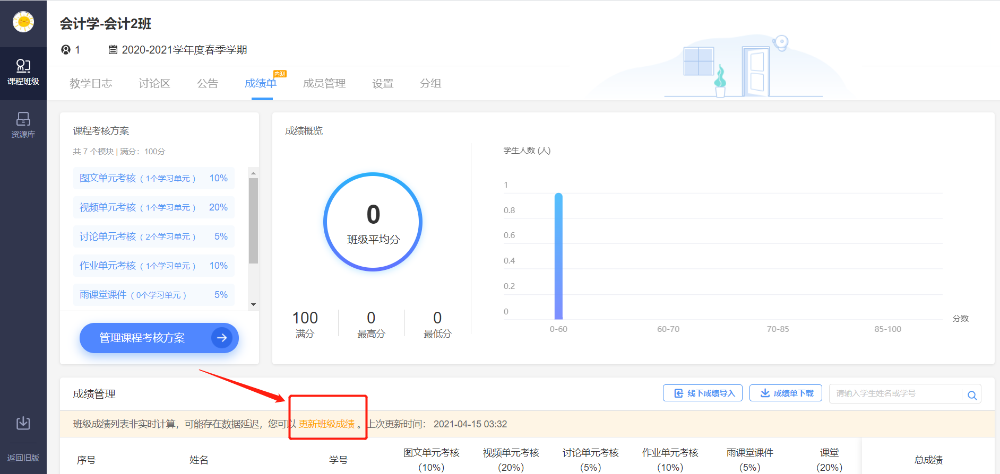 会计学-会计2班
1
2020-2021学年度春季学期
课程班级
教学日志
讨论区
公告
成绩单
内测
成员管理
设置
分组
资源库
课程考核方案
共 7 个模块 | 满分：100分
图文单元考核（1个学习单元） 10%
视频单元考核（1个学习单元） 20%
讨论单元考核（2个学习单元） 5%
作业单元考核（1个学习单元） 10%
雨课堂课件（0个学习单元） 5%
管理课程考核方案
成绩概览
0
班级平均分
100
满分
0
最高分
0
最低分
学生人数 (人)
1
0.8
0.6
0.4
0.2
0
0-60
60-70
70-85
85-100
分数
成绩管理
线下成绩导入
成绩单下载
请输入学生姓名或学号
班级成绩列表非实时计算，可能存在数据延迟，您可以 更新班级成绩 。上次更新时间： 2021-04-15 03:32
序号
姓名
学号
图文单元考核
(10%)
视频单元考核
(20%)
讨论单元考核
(5%)
作业单元考核
(10%)
雨课堂课件
(5%)
课堂
(20%)
总成绩
返回旧版